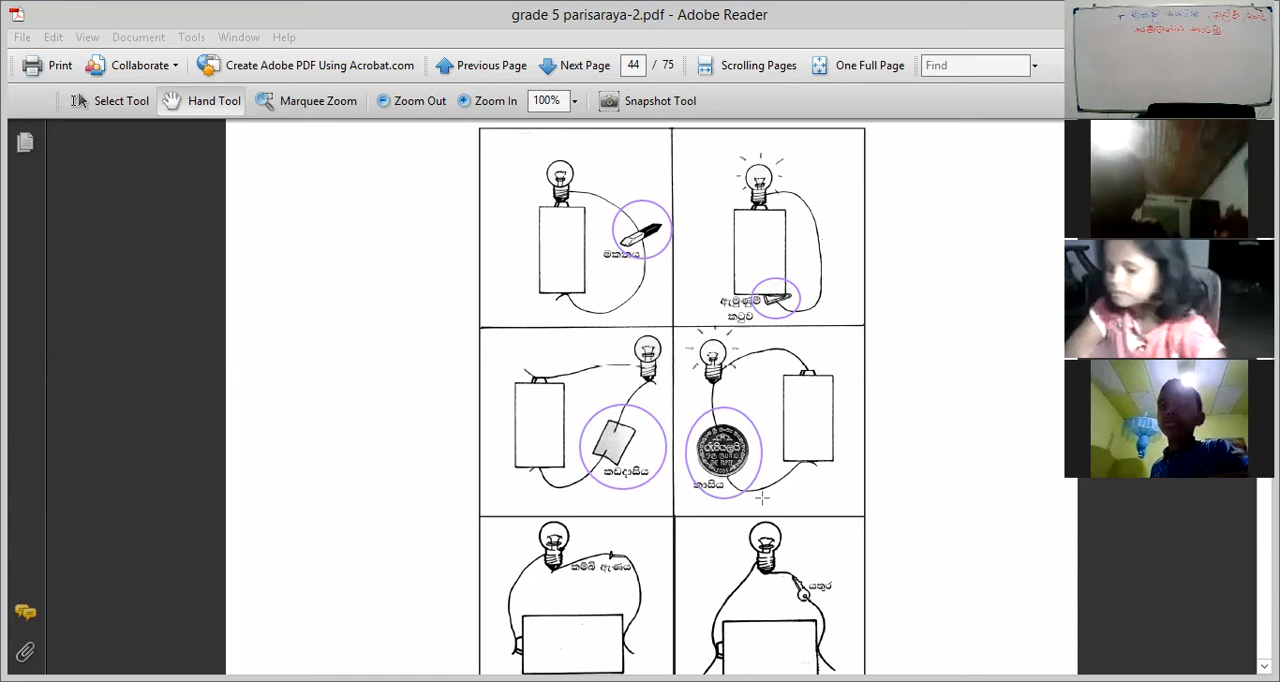 grade 5 parisaraya-2.pdf - Adobe Reader
File Edit View Document Tools Window Help
Print Collaborate Create Adobe PDF Using Acrobat.com Previous Page Next Page 44 / 75 Scrolling Pages One Full Page Find
Select Tool Hand Tool Marquee Zoom Zoom Out Zoom In 100% Snapshot Tool
මකනය
ඇමුණුම්
කටුව
කඩදාසිය
කාසිය
කම්බි ඇණය
යතුර